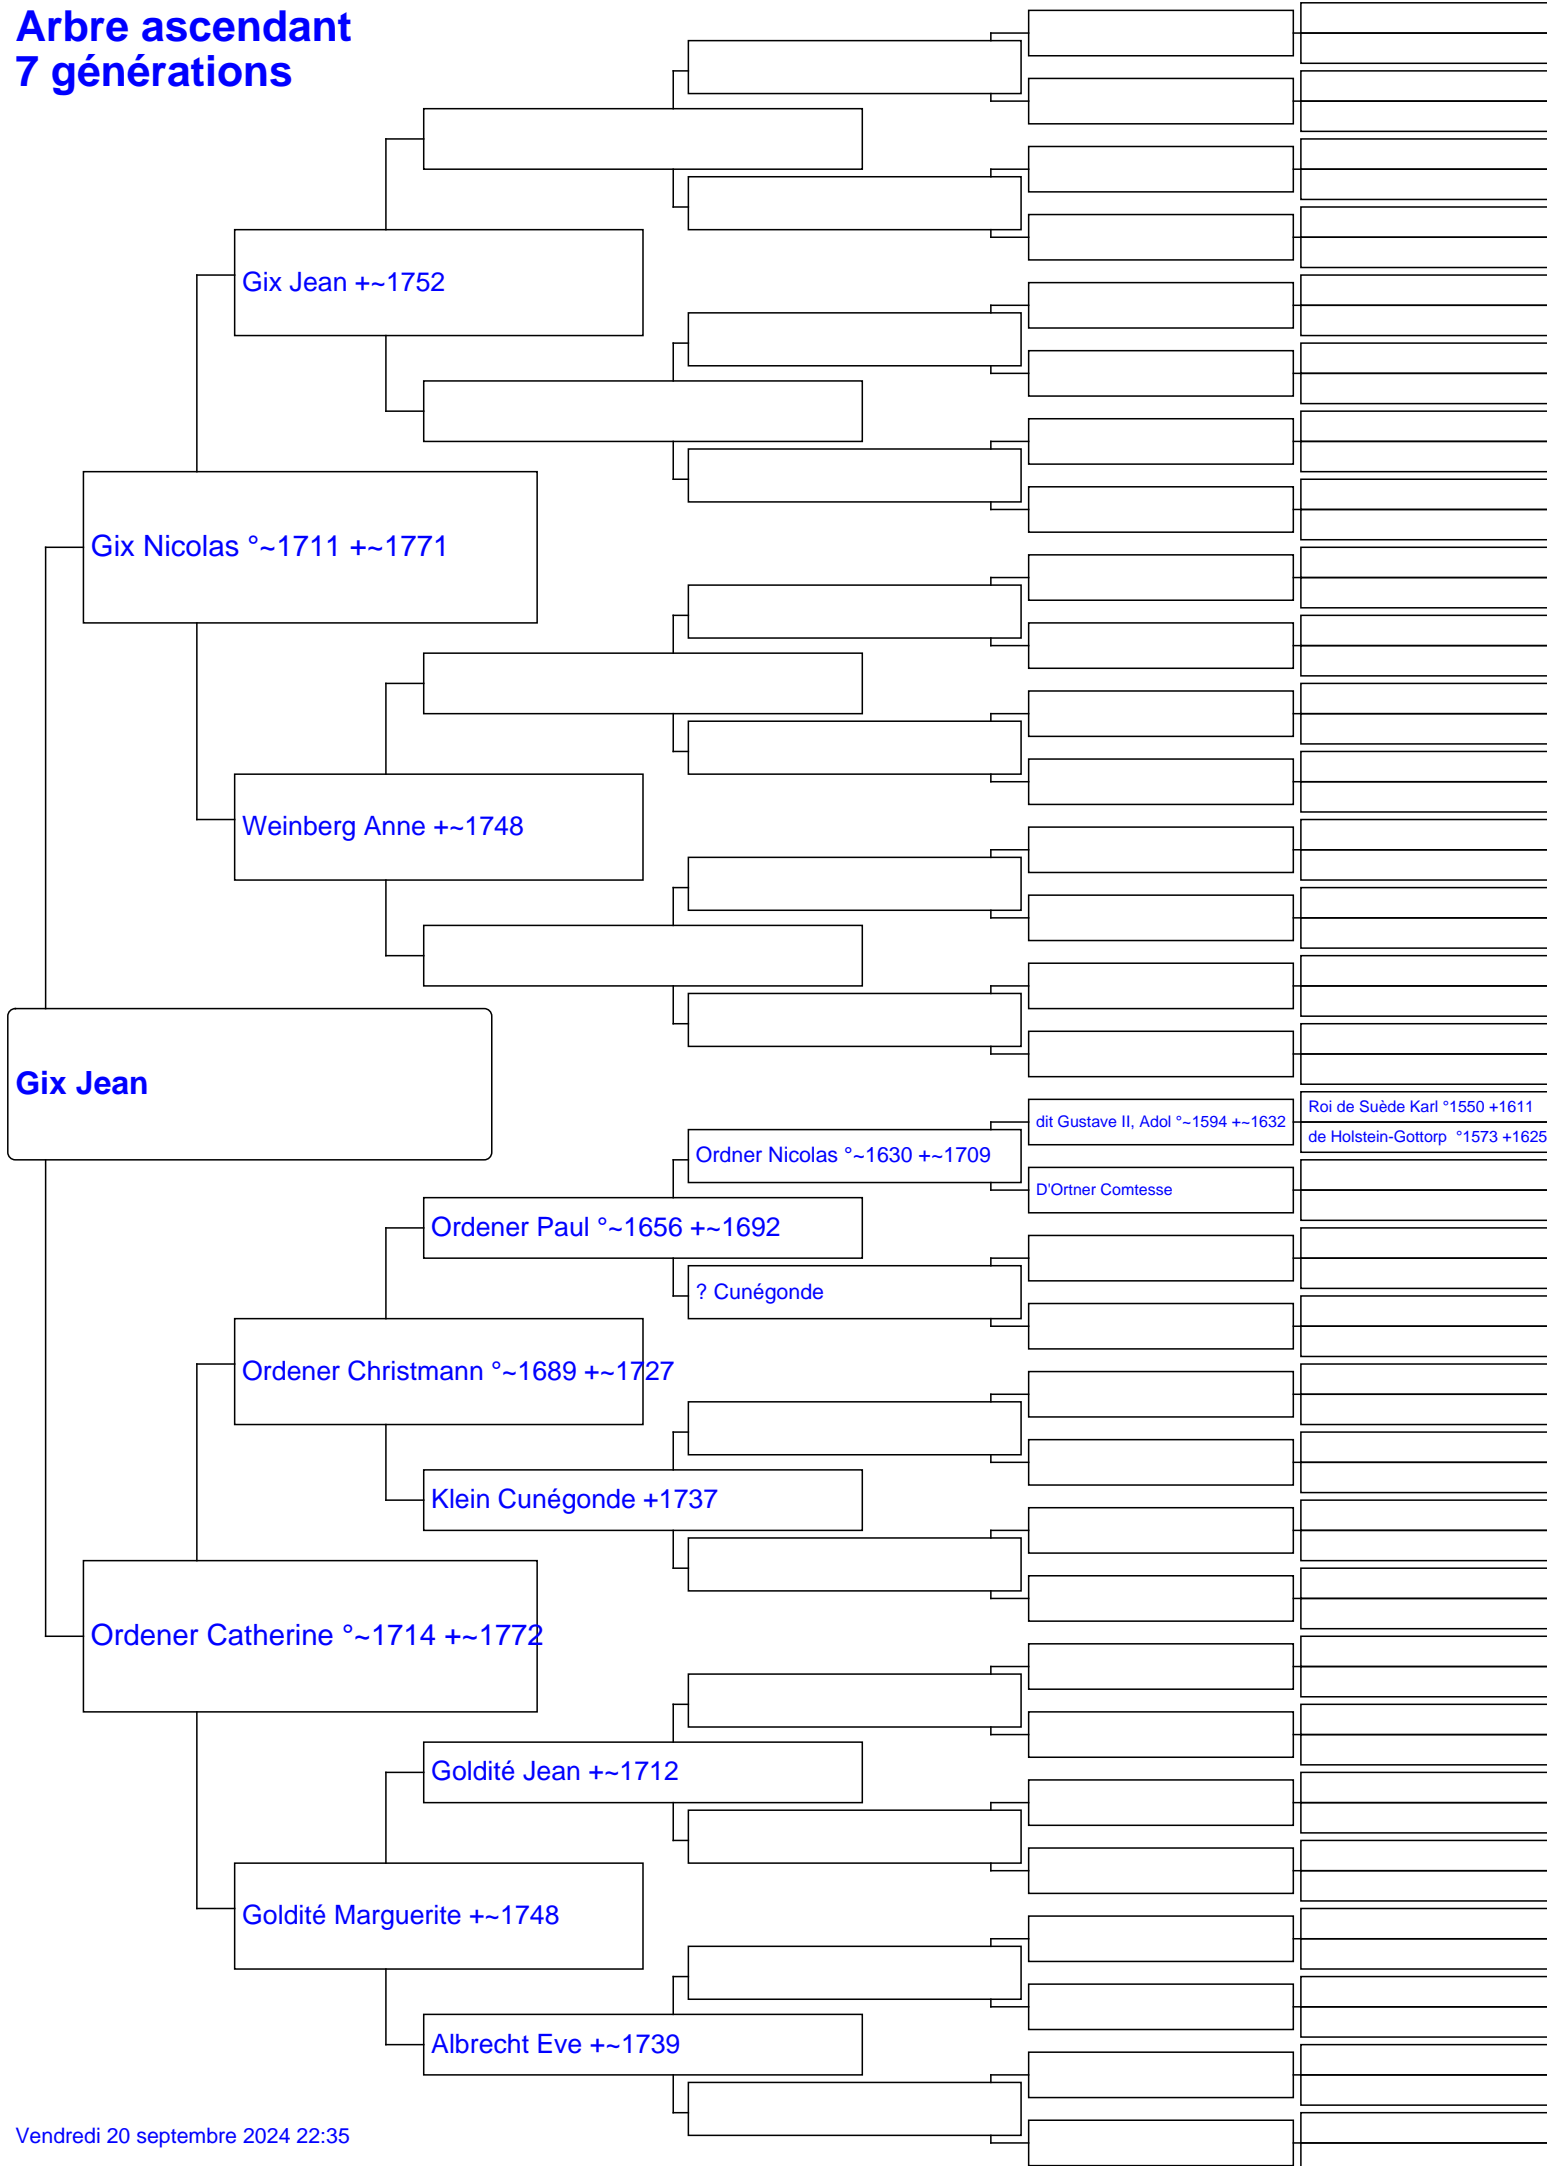 Arbre ascendant
7 générations
Gix Jean +~1752
Gix Nicolas °~1711 +~1771
Weinberg Anne +~1748
Gix Jean
dit Gustave II, Adol °~1594 +~1632
Roi de Suède Karl °1550 +1611
de Holstein-Gottorp °1573 +1625
Ordner Nicolas °~1630 +~1709
D'Ortner Comtesse
Ordener Paul °~1656 +~1692
? Cunégonde
Ordener Christmann °~1689 +~1727
Klein Cunégonde +1737
Ordener Catherine °~1714 +~1772
Goldité Jean +~1712
Goldité Marguerite +~1748
Albrecht Eve +~1739
Vendredi 20 septembre 2024 22:35